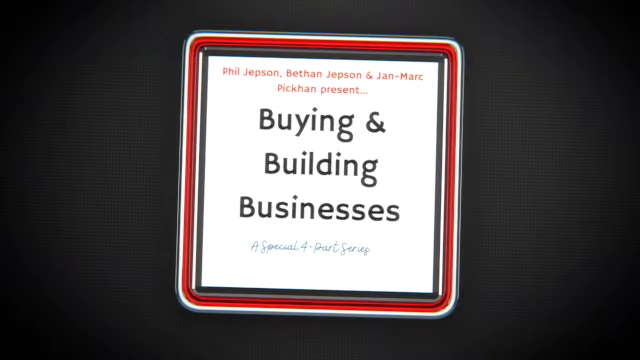 Phil Jepson, Bethan Jepson & Jan-Marc
Pickhan present...
Buying &
Building
Businesses
A Special 4-Part Series